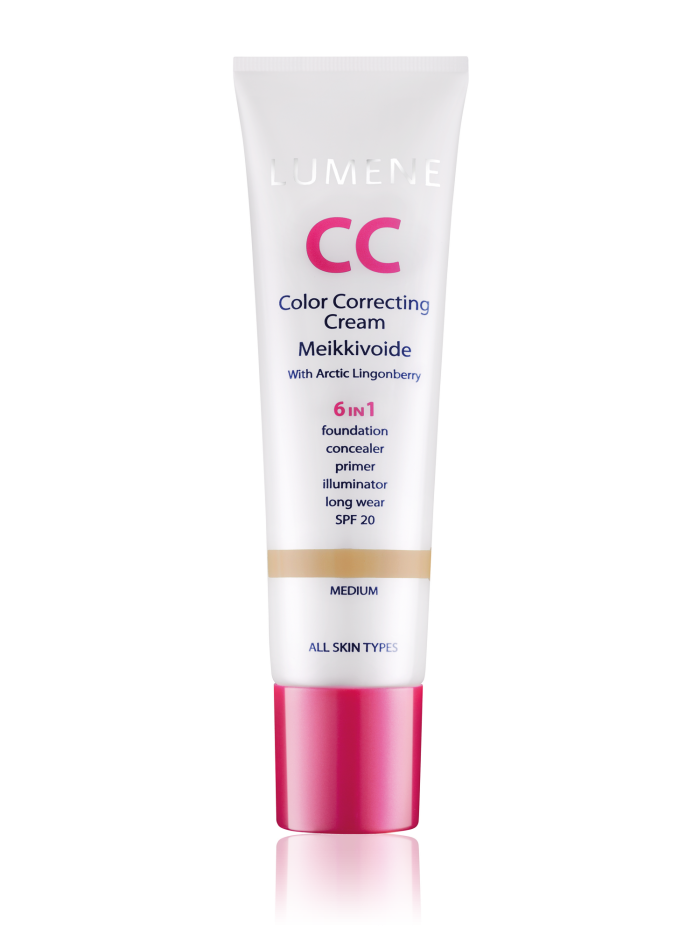 LUMENE
CC
Color Correcting
Cream
Meikkivoide
With Arctic Lingonberry
6 IN 1
foundation
concealer
primer
illuminator
long wear
SPF 20
MEDIUM
ALL SKIN TYPES